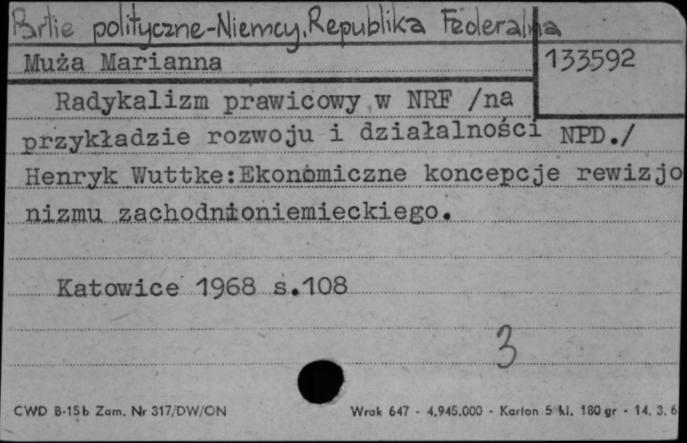 Partie polityczne-Niemcy, Republika Federalna
Muża Marianna
133592
Radykalizm prawicowy w NRF /na
przykładzie rozwoju i działalności NPD./
Henryk Wuttke:Ekonomiczne koncepcje rewizjo
nizmu zachodnioniemieckiego.
Katowice 1968 s.108
3
CWD B-15b Zam. Nr 317/DW/ON
Wrak 647 - 4.945.000 - Karton 5 kl. 180 gr - 14. 3. 6